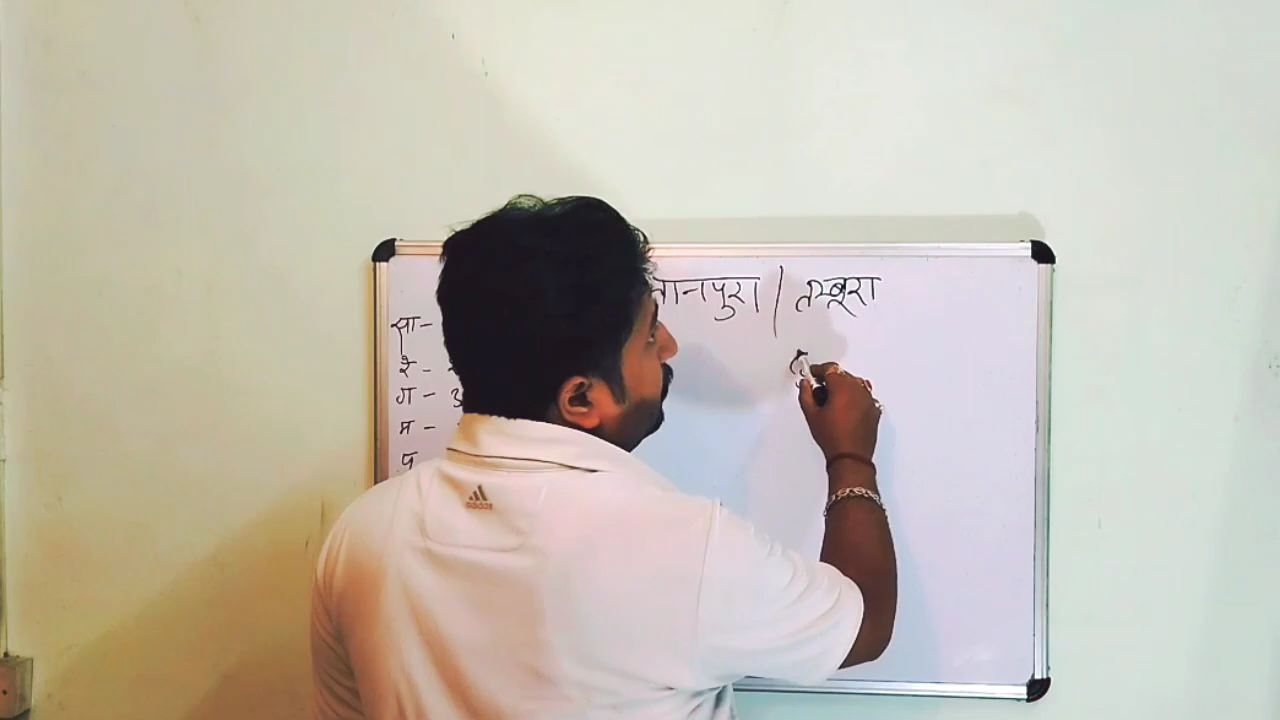 तानपुरा / तम्बूरा
सा -
रे -
ग -
म -
प
adidas